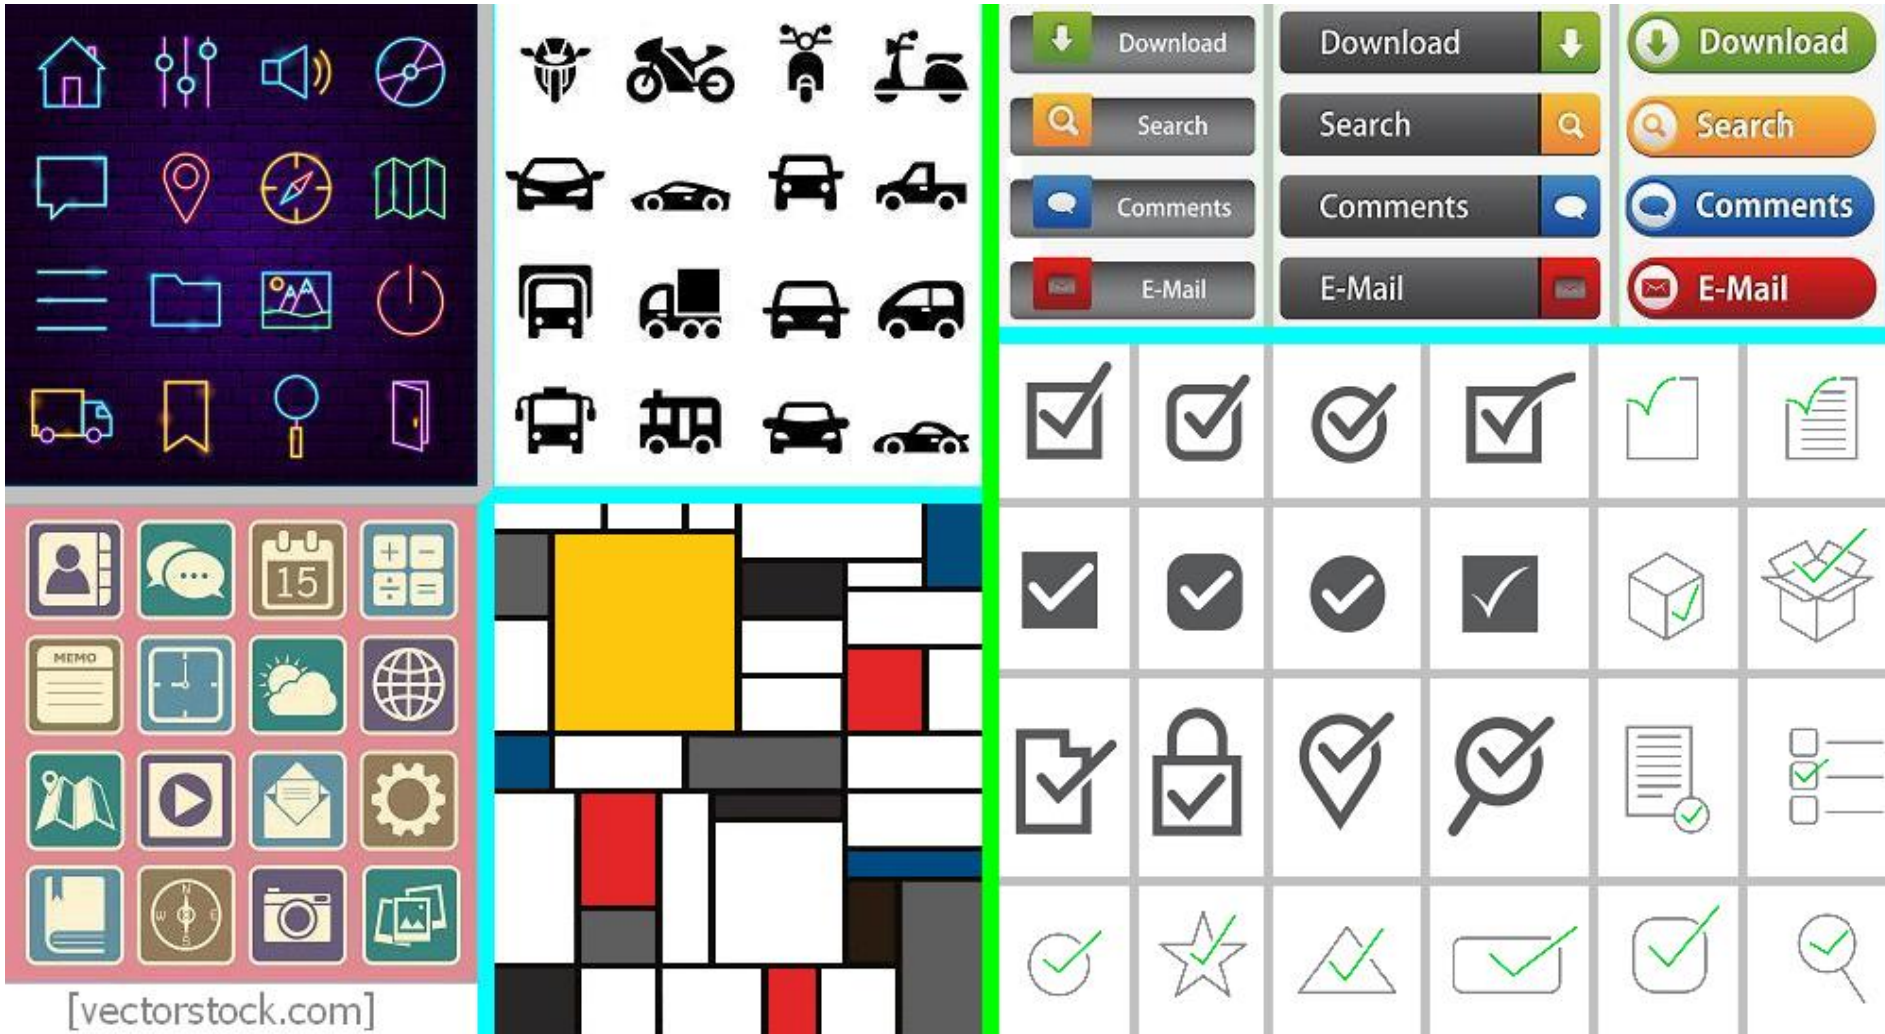 Download
Download
Download
Search
Search
Search
Comments
Comments
Comments
E-Mail
E-Mail
E-Mail
15
MEMO
N
W E
S
[vectorstock.com]